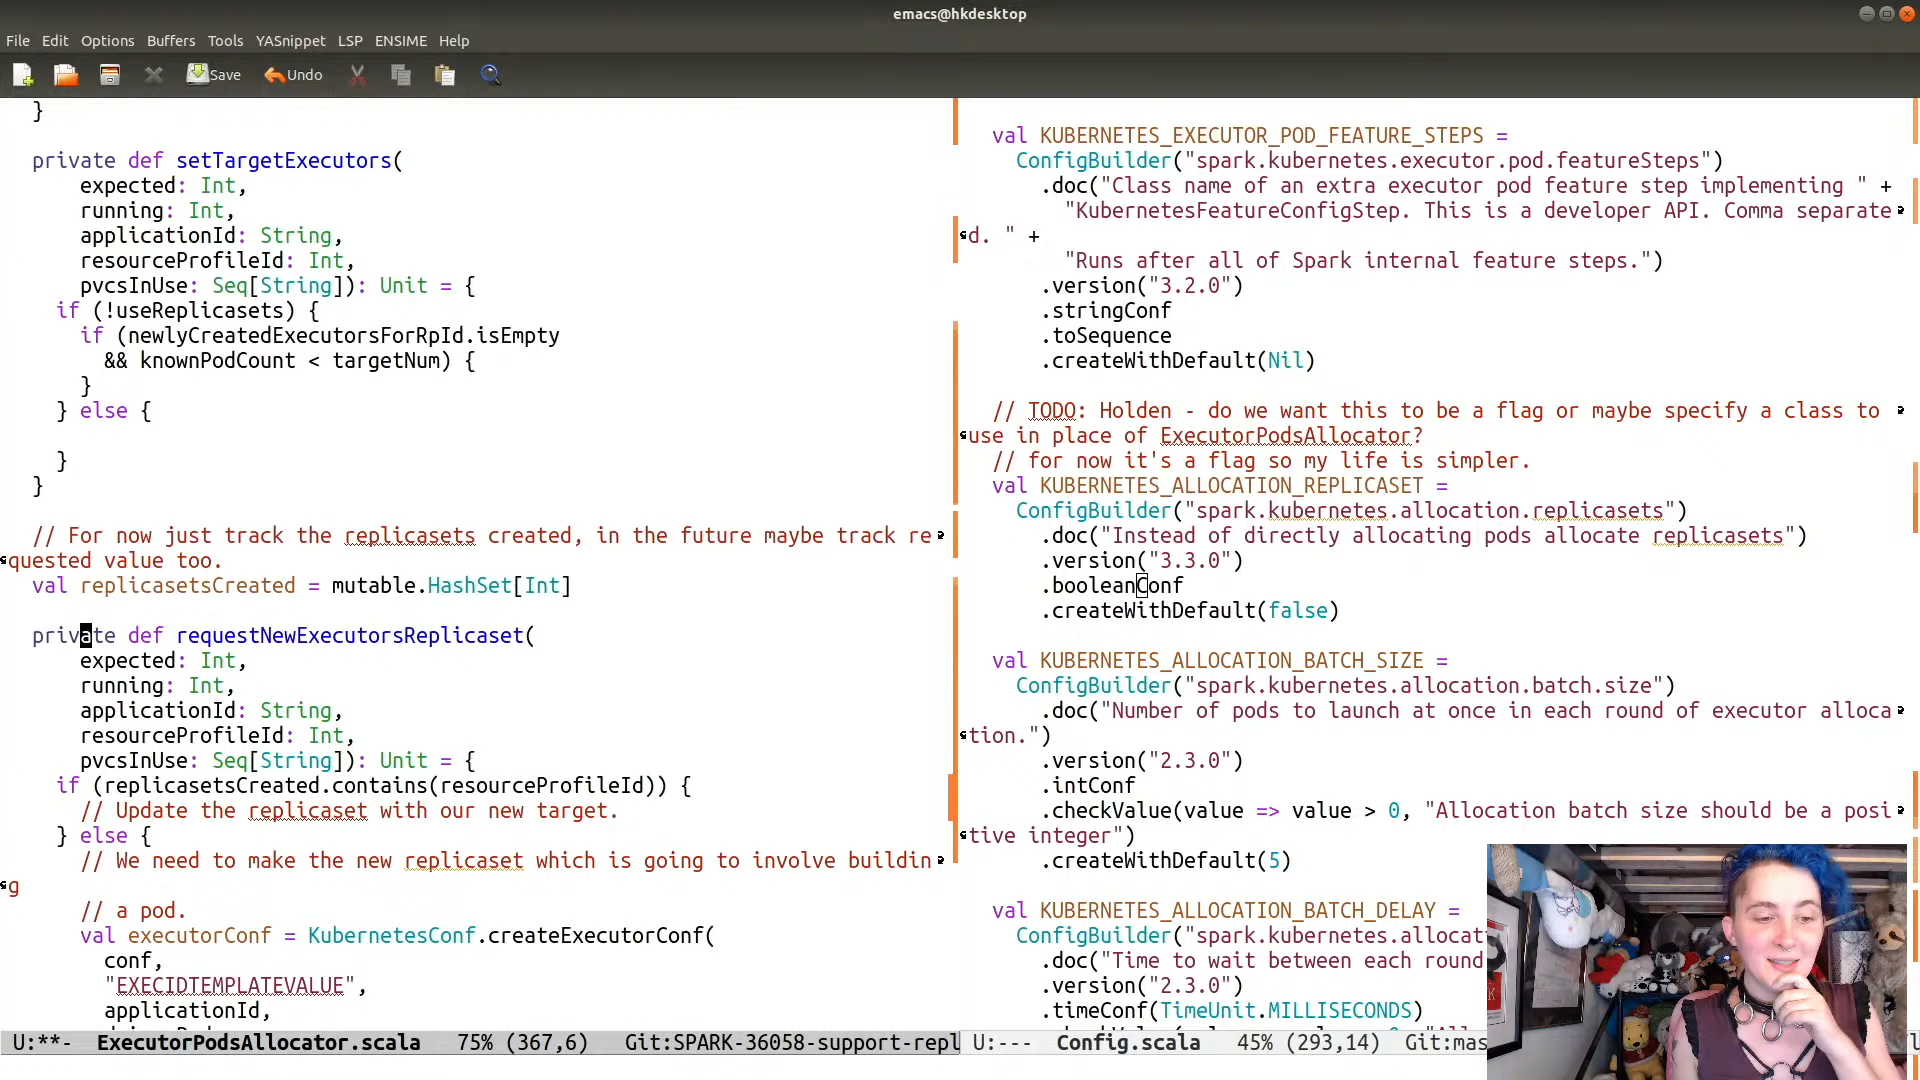 emacs@hkdesktop
File Edit Options Buffers Tools YASnippet LSP ENSIME Help
Save Undo
}
private def setTargetExecutors(
expected: Int,
running: Int,
applicationId: String,
resourceProfileId: Int,
pvcsInUse: Seq[String]): Unit = {
if (!useReplicasets) {
if (newlyCreatedExecutorsForRpId.isEmpty
&& knownPodCount < targetNum) {
}
} else {
}
}
// For now just track the replicasets created, in the future maybe track re
quested value too.
val replicasetsCreated = mutable.HashSet[Int]
private def requestNewExecutorsReplicaset(
expected: Int,
running: Int,
applicationId: String,
resourceProfileId: Int,
pvcsInUse: Seq[String]): Unit = {
if (replicasetsCreated.contains(resourceProfileId)) {
// Update the replicaset with our new target.
} else {
// We need to make the new replicaset which is going to involve buildin
g
// a pod.
val executorConf = KubernetesConf.createExecutorConf(
conf,
"EXECIDTEMPLATEVALUE",
applicationId,
U:**- ExecutorPodsAllocator.scala 75% (367,6) Git:SPARK-36058-support-repl
val KUBERNETES_EXECUTOR_POD_FEATURE_STEPS =
ConfigBuilder("spark.kubernetes.executor.pod.featureSteps")
.doc("Class name of an extra executor pod feature step implementing " +
"KubernetesFeatureConfigStep. This is a developer API. Comma separate
d. " +
"Runs after all of Spark internal feature steps.")
.version("3.2.0")
.stringConf
.toSequence
.createWithDefault(Nil)
// TODO: Holden - do we want this to be a flag or maybe specify a class to
use in place of ExecutorPodsAllocator?
// for now it's a flag so my life is simpler.
val KUBERNETES_ALLOCATION_REPLICASET =
ConfigBuilder("spark.kubernetes.allocation.replicasets")
.doc("Instead of directly allocating pods allocate replicasets")
.version("3.3.0")
.booleanConf
.createWithDefault(false)
val KUBERNETES_ALLOCATION_BATCH_SIZE =
ConfigBuilder("spark.kubernetes.allocation.batch.size")
.doc("Number of pods to launch at once in each round of executor alloca
tion.")
.version("2.3.0")
.intConf
.checkValue(value => value > 0, "Allocation batch size should be a posi
tive integer")
.createWithDefault(5)
val KUBERNETES_ALLOCATION_BATCH_DELAY =
ConfigBuilder("spark.kubernetes.allocat
.doc("Time to wait between each round
.version("2.3.0")
.timeConf(TimeUnit.MILLISECONDS)
U:--- Config.scala 45% (293,14) Git:mas